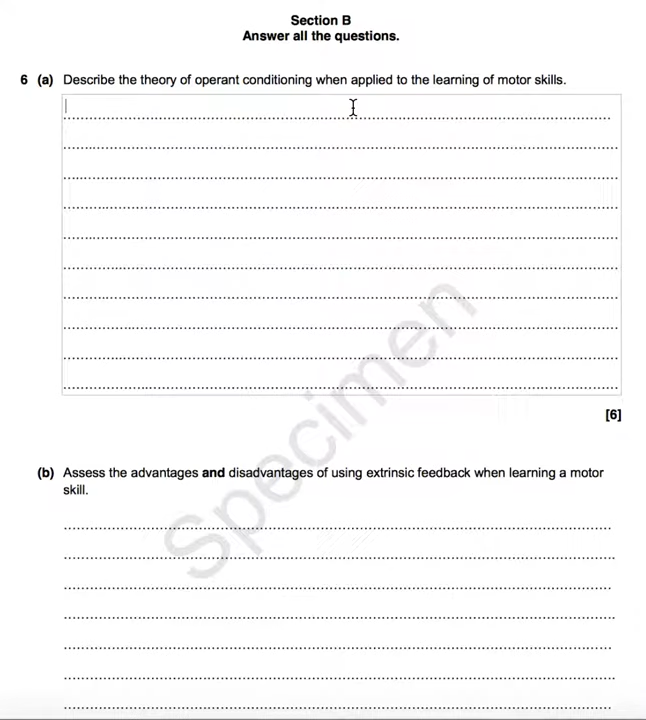 Section B
Answer all the questions.
6 (a) Describe the theory of operant conditioning when applied to the learning of motor skills.
[6]
(b) Assess the advantages and disadvantages of using extrinsic feedback when learning a motor
skill.
Specimen